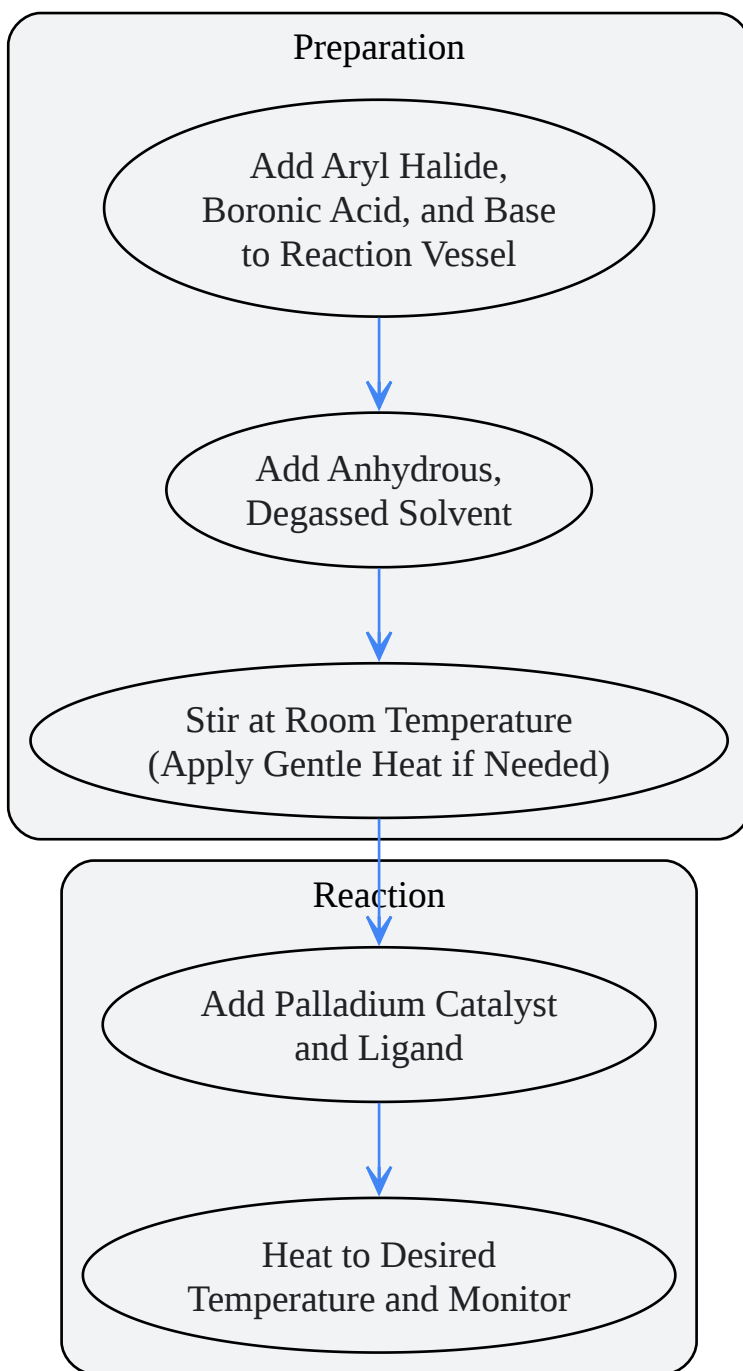 Preparation
Add Aryl Halide,
Boronic Acid, and Base
to Reaction Vessel
Add Anhydrous,
Degassed Solvent
Stir at Room Temperature
(Apply Gentle Heat if Needed)
Reaction
Add Palladium Catalyst
and Ligand
Heat to Desired
Temperature and Monitor